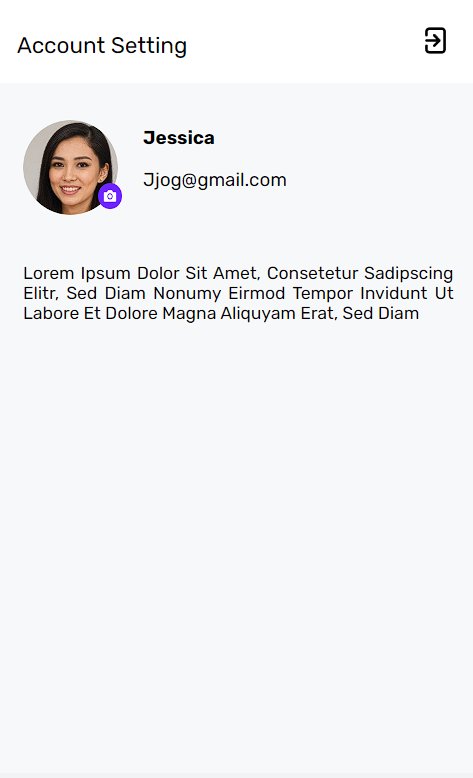 Account Setting
Jessica
Jjog@gmail.com
Lorem Ipsum Dolor Sit Amet, Consetetur Sadipscing
Elitr, Sed Diam Nonumy Eirmod Tempor Invidunt Ut
Labore Et Dolore Magna Aliquyam Erat, Sed Diam